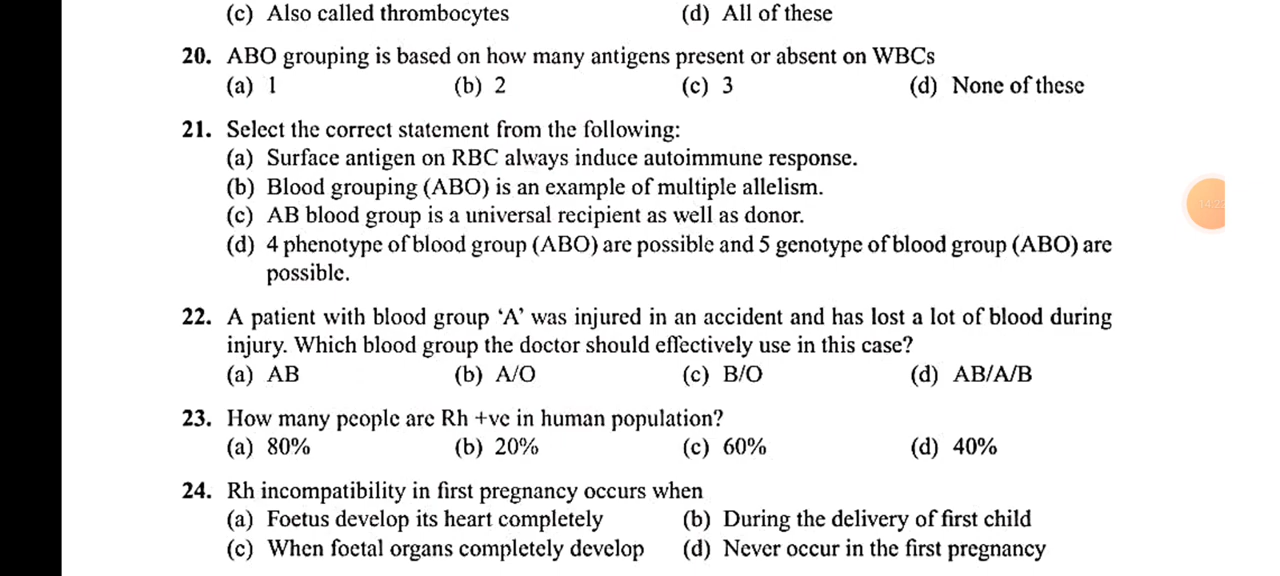 (c) Also called thrombocytes (d) All of these
20. ABO grouping is based on how many antigens present or absent on WBCs
(a) 1 (b) 2 (c) 3 (d) None of these
21. Select the correct statement from the following:
(a) Surface antigen on RBC always induce autoimmune response.
(b) Blood grouping (ABO) is an example of multiple allelism.
(c) AB blood group is a universal recipient as well as donor.
(d) 4 phenotype of blood group (ABO) are possible and 5 genotype of blood group (ABO) are
possible.
22. A patient with blood group ‘A’ was injured in an accident and has lost a lot of blood during
injury. Which blood group the doctor should effectively use in this case?
(a) AB (b) A/O (c) B/O (d) AB/A/B
23. How many people are Rh +ve in human population?
(a) 80% (b) 20% (c) 60% (d) 40%
24. Rh incompatibility in first pregnancy occurs when
(a) Foetus develop its heart completely (b) During the delivery of first child
(c) When foetal organs completely develop (d) Never occur in the first pregnancy